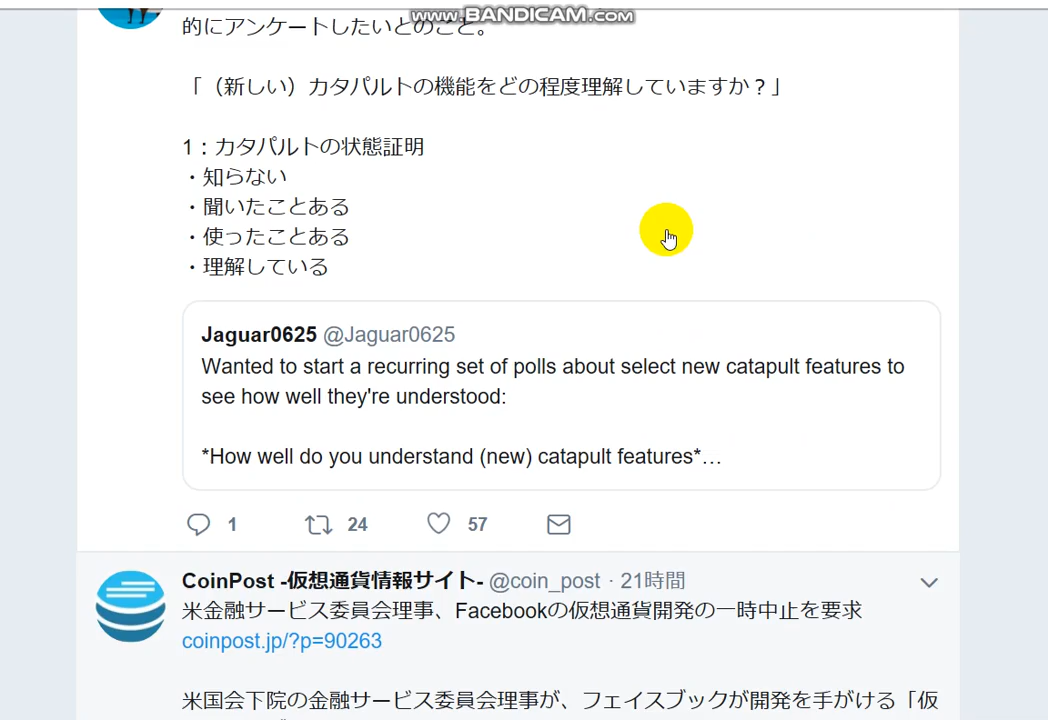 www.BANDICAM.com
的にアンケートしたいとのこと。
「（新しい）カタパルトの機能をどの程度理解していますか？」
1：カタパルトの状態証明
・知らない
・聞いたことある
・使ったことある
・理解している
Jaguar0625 @Jaguar0625
Wanted to start a recurring set of polls about select new catapult features to
see how well they're understood:
*How well do you understand (new) catapult features*…
1 24 57
CoinPost -仮想通貨情報サイト- @coin_post · 21時間
米金融サービス委員会理事、Facebookの仮想通貨開発の一時中止を要求
coinpost.jp/?p=90263
米国会下院の金融サービス委員会理事が、フェイスブックが開発を手がける「仮